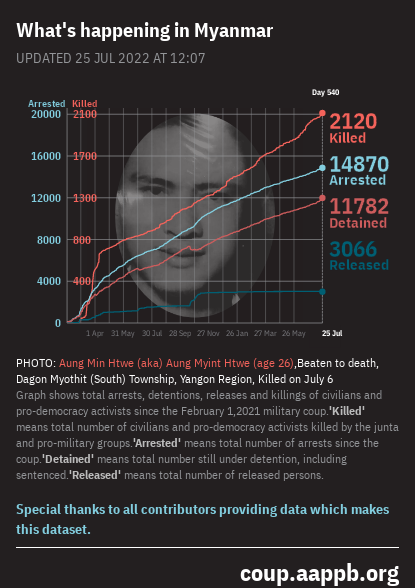 What's happening in Myanmar
UPDATED 25 JUL 2022 AT 12:07
Day 540
Arrested Killed
20000 2100
2120
Killed
16000 1700
14870
Arrested
12000 1300
11782
Detained
8000 800
3066
Released
4000 400
0
1 Apr 31 May 30 Jul 28 Sep 27 Nov 26 Jan 27 Mar 26 May 25 Jul
PHOTO: Aung Min Htwe (aka) Aung Myint Htwe (age 26),Beaten to death,
Dagon Myothit (South) Township, Yangon Region, Killed on July 6
Graph shows total arrests, detentions, releases and killings of civilians and
pro-democracy activists since the February 1,2021 military coup.'Killed'
means total number of civilians and pro-democracy activists killed by the junta
and pro-military groups.'Arrested' means total number of arrests since the
coup.'Detained' means total number still under detention, including
sentenced.'Released' means total number of released persons.
Special thanks to all contributors providing data which makes
this dataset.
coup.aappb.org